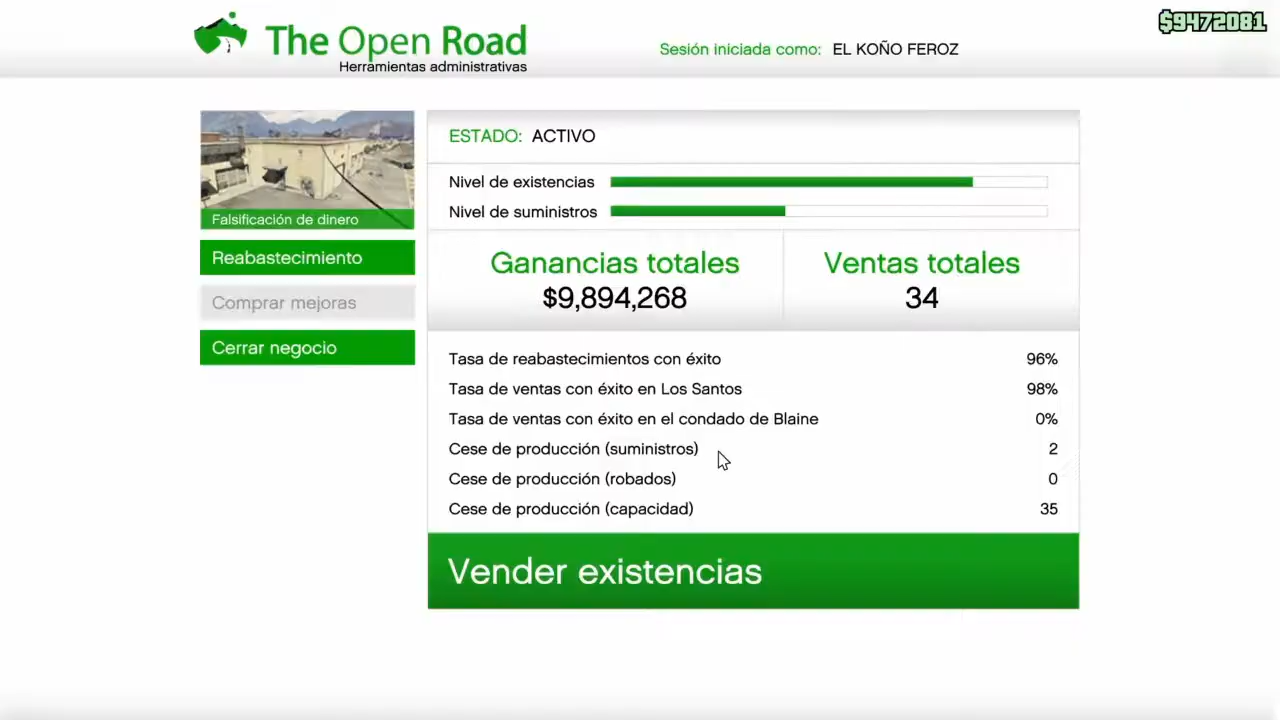 $9472081
The Open Road
Herramientas administrativas
Sesión iniciada como: EL KOÑO FEROZ
Falsificación de dinero
Reabastecimiento
Comprar mejoras
Cerrar negocio
ESTADO: ACTIVO
Nivel de existencias
Nivel de suministros
Ganancias totales
$9,894,268
Ventas totales
34
Tasa de reabastecimientos con éxito 96%
Tasa de ventas con éxito en Los Santos 98%
Tasa de ventas con éxito en el condado de Blaine 0%
Cese de producción (suministros) 2
Cese de producción (robados) 0
Cese de producción (capacidad) 35
Vender existencias